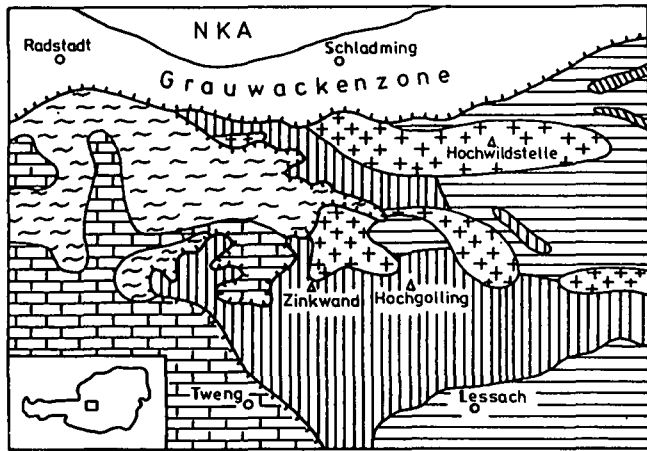 NKA
Radstadt
Schladming
Grauwackenzone
Hochwildstelle
Zinkwand
Hochgolling
Tweng
Lessach